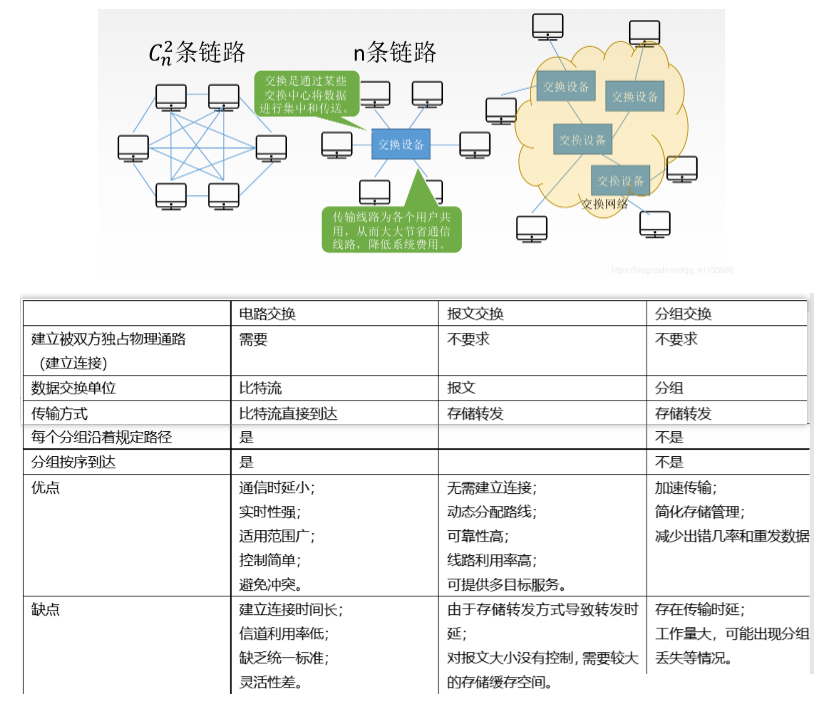 C²ₙ条链路
n条链路
交换是通过某些
交换中心将数据
进行集中和传送。
交换设备
传输线路为各个用户共
用，从而大大节省通信
线路，降低系统费用。
交换设备
交换设备
交换设备
交换设备
交换网络
电路交换 报文交换 分组交换
建立被双方独占物理通路 需要 不要求 不要求
（建立连接）
数据交换单位 比特流 报文 分组
传输方式 比特流直接到达 存储转发 存储转发
每个分组沿着规定路径 是 不是
分组按序到达 是 不是
优点 通信时延小； 无需建立连接； 加速传输；
实时性强； 动态分配路线； 简化存储管理；
适用范围广； 可靠性高； 减少出错几率和重发数据
控制简单； 线路利用率高；
避免冲突。 可提供多目标服务。
缺点 建立连接时间长； 由于存储转发方式导致转发时 存在传输时延；
信道利用率低； 延； 工作量大，可能出现分组
缺乏统一标准； 对报文大小没有控制，需要较大 丢失等情况。
灵活性差。 的存储缓存空间。